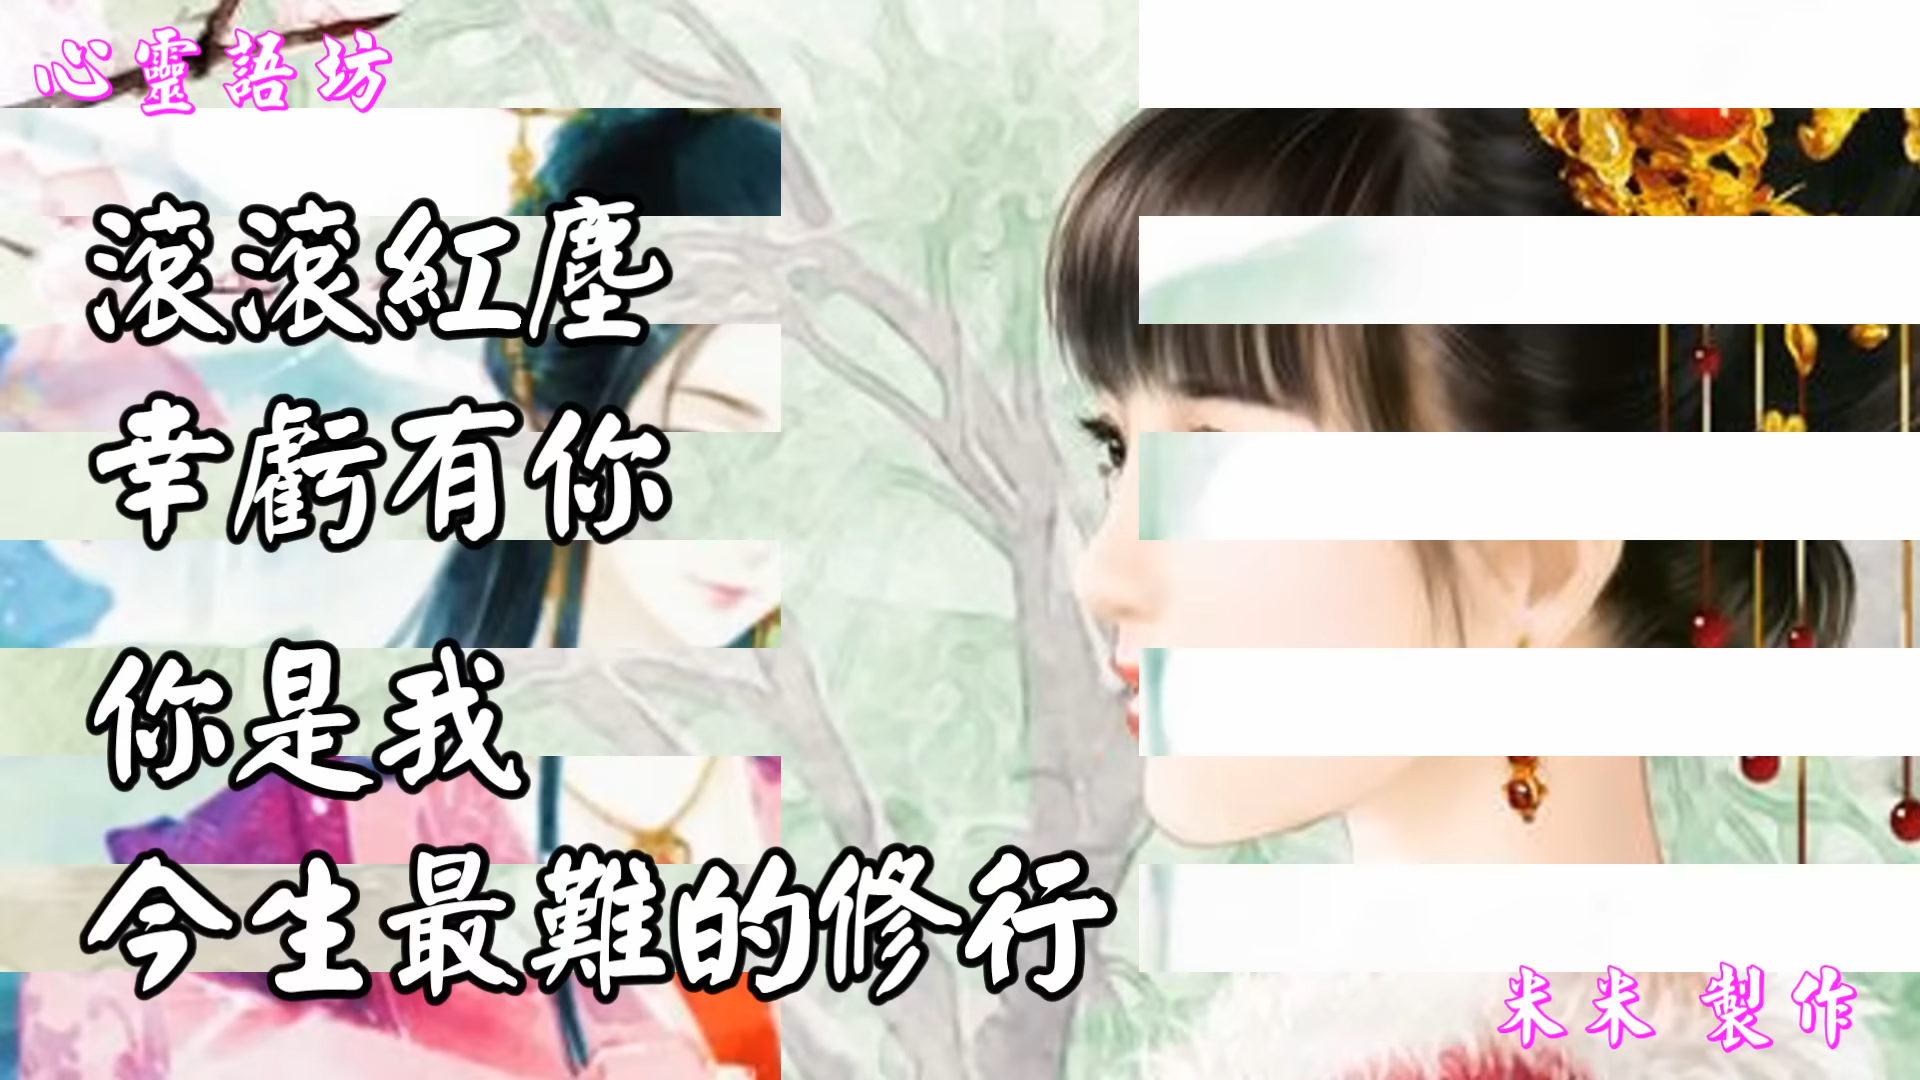 心靈語坊
滾滾紅塵
幸虧有你
你是我
今生最難的修行
米米 製作